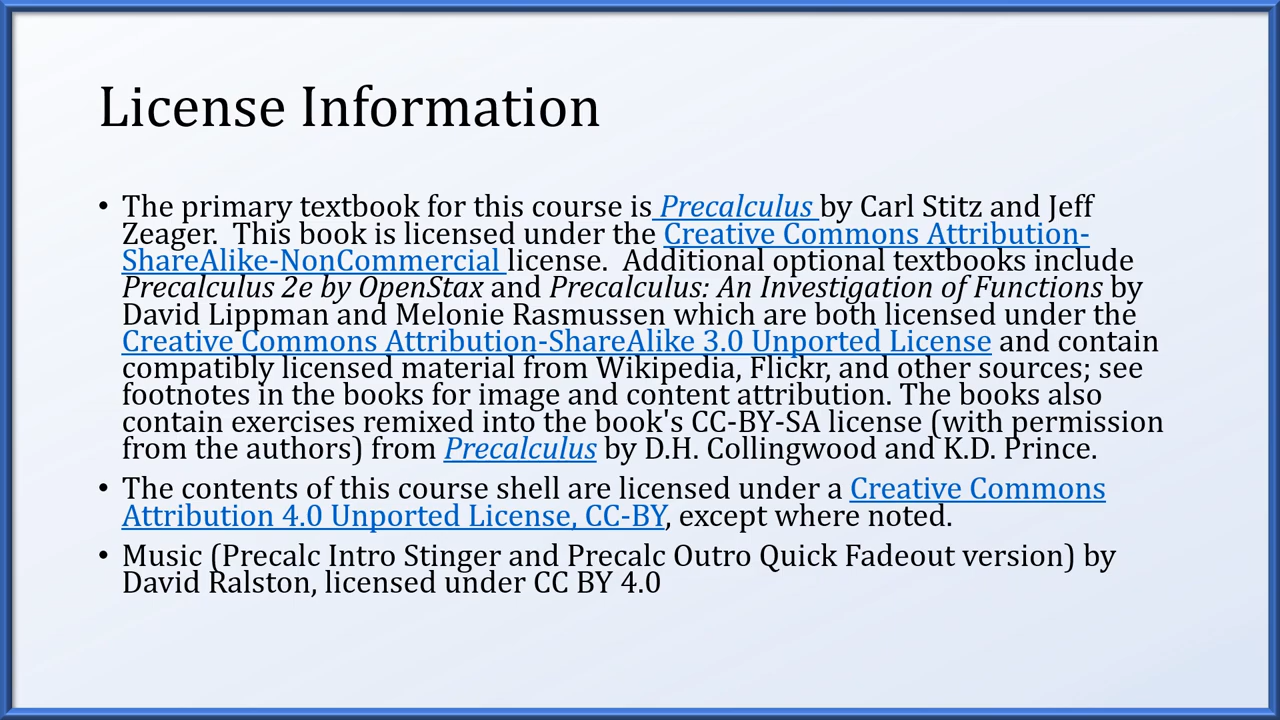 License Information
• The primary textbook for this course is Precalculus by Carl Stitz and Jeff
Zeager.  This book is licensed under the Creative Commons Attribution-
ShareAlike-NonCommercial license.  Additional optional textbooks include
Precalculus 2e by OpenStax and Precalculus: An Investigation of Functions by
David Lippman and Melonie Rasmussen which are both licensed under the
Creative Commons Attribution-ShareAlike 3.0 Unported License and contain
compatibly licensed material from Wikipedia, Flickr, and other sources; see
footnotes in the books for image and content attribution. The books also
contain exercises remixed into the book's CC-BY-SA license (with permission
from the authors) from Precalculus by D.H. Collingwood and K.D. Prince.
• The contents of this course shell are licensed under a Creative Commons
Attribution 4.0 Unported License, CC-BY, except where noted.
• Music (Precalc Intro Stinger and Precalc Outro Quick Fadeout version) by
David Ralston, licensed under CC BY 4.0